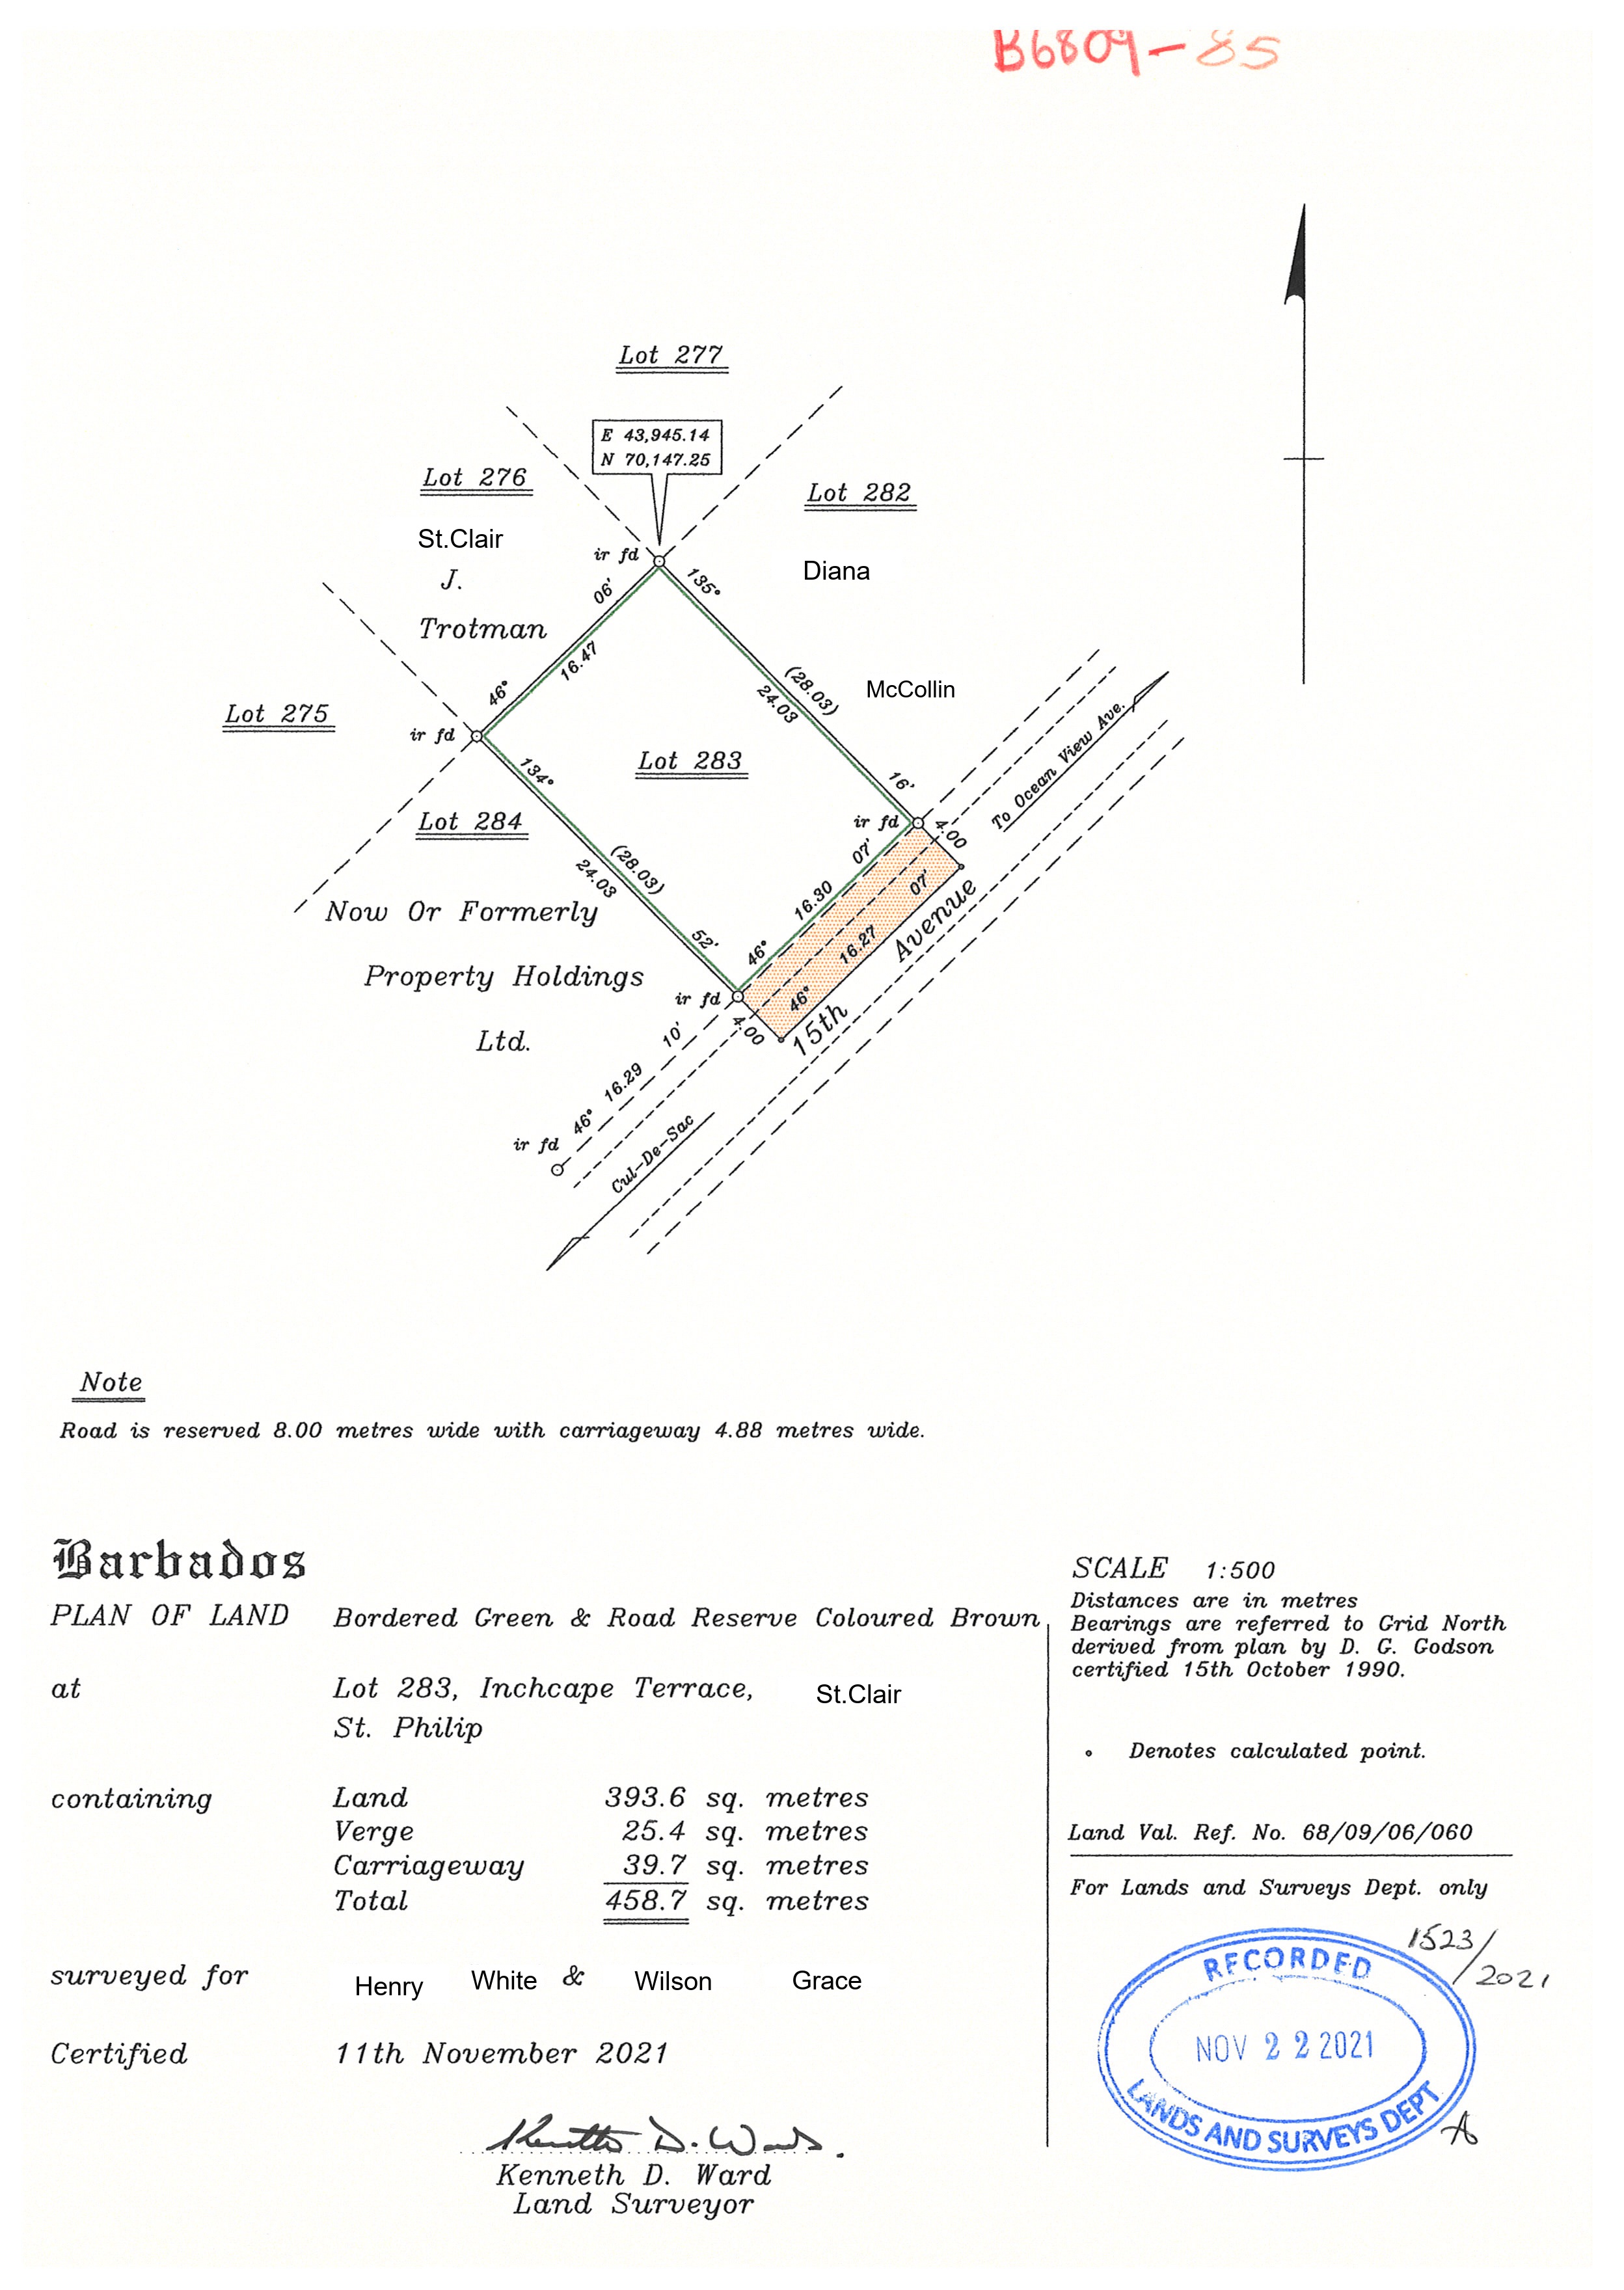 B6809-85
Lot 277
E 43,945.14
N 70,147.25
Lot 276
Lot 282
St.Clair
ir fd
Diana
J.
06'
135°
Trotman
16.47
46°
(28.03)
24.03
McCollin
Lot 275
ir fd
To Ocean View Ave.
Lot 283
134°
16'
Lot 284
ir fd
4.00
07'
(28.03)
24.03
16.30
07'
Now Or Formerly
52'
46°
16.27
Avenue
Property Holdings
ir fd
46°
15th
4.00
Ltd.
10'
16.29
46°
ir fd
Cul-De-Sac
Note
Road is reserved 8.00 metres wide with carriageway 4.88 metres wide.
Barbados
PLAN OF LAND Bordered Green & Road Reserve Coloured Brown
at Lot 283, Inchcape Terrace, St.Clair
St. Philip
containing Land 393.6 sq. metres
Verge 25.4 sq. metres
Carriageway 39.7 sq. metres
Total 458.7 sq. metres
surveyed for Henry White & Wilson Grace
Certified 11th November 2021
Kenneth D. Ward
Kenneth D. Ward
Land Surveyor
SCALE 1:500
Distances are in metres
Bearings are referred to Grid North
derived from plan by D. G. Godson
certified 15th October 1990.
Denotes calculated point.
Land Val. Ref. No. 68/09/06/060
For Lands and Surveys Dept. only
1523/
2021
RECORDED
NOV 22 2021
LANDS AND SURVEYS DEPT